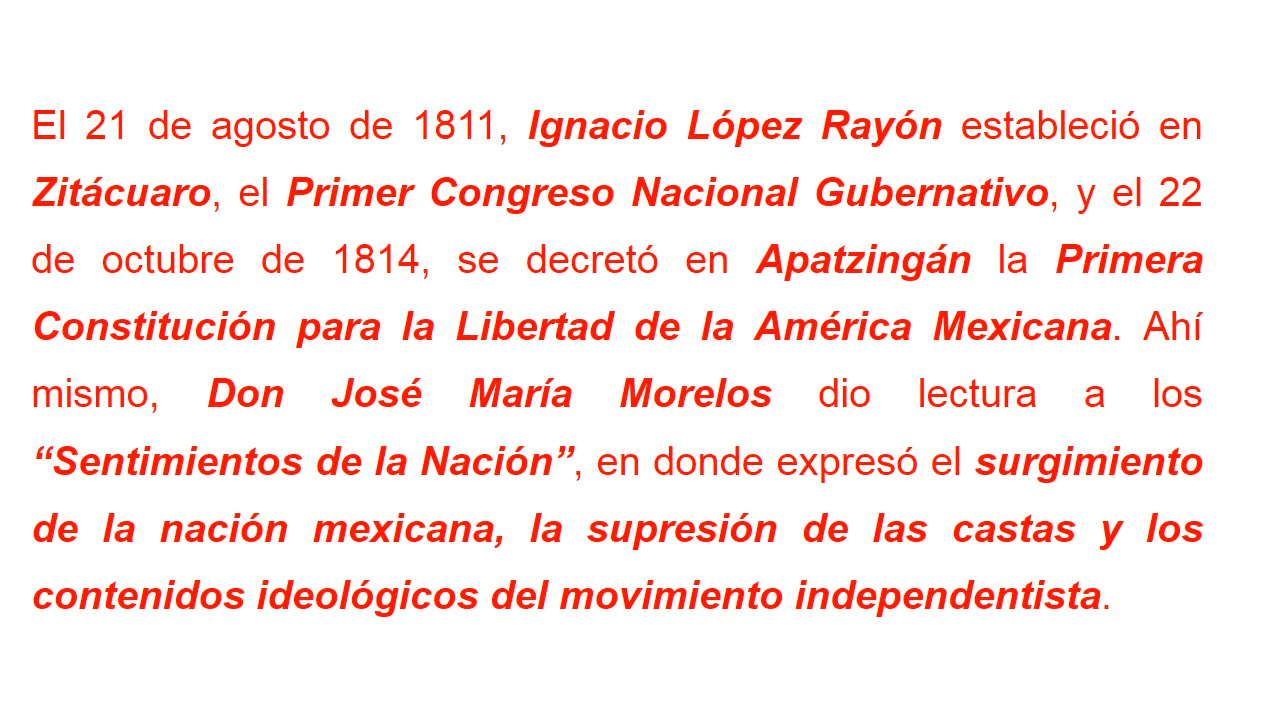 El 21 de agosto de 1811, Ignacio López Rayón estableció en
Zitácuaro, el Primer Congreso Nacional Gubernativo, y el 22
de octubre de 1814, se decretó en Apatzingán la Primera
Constitución para la Libertad de la América Mexicana. Ahí
mismo, Don José María Morelos dio lectura a los
“Sentimientos de la Nación”, en donde expresó el surgimiento
de la nación mexicana, la supresión de las castas y los
contenidos ideológicos del movimiento independentista.